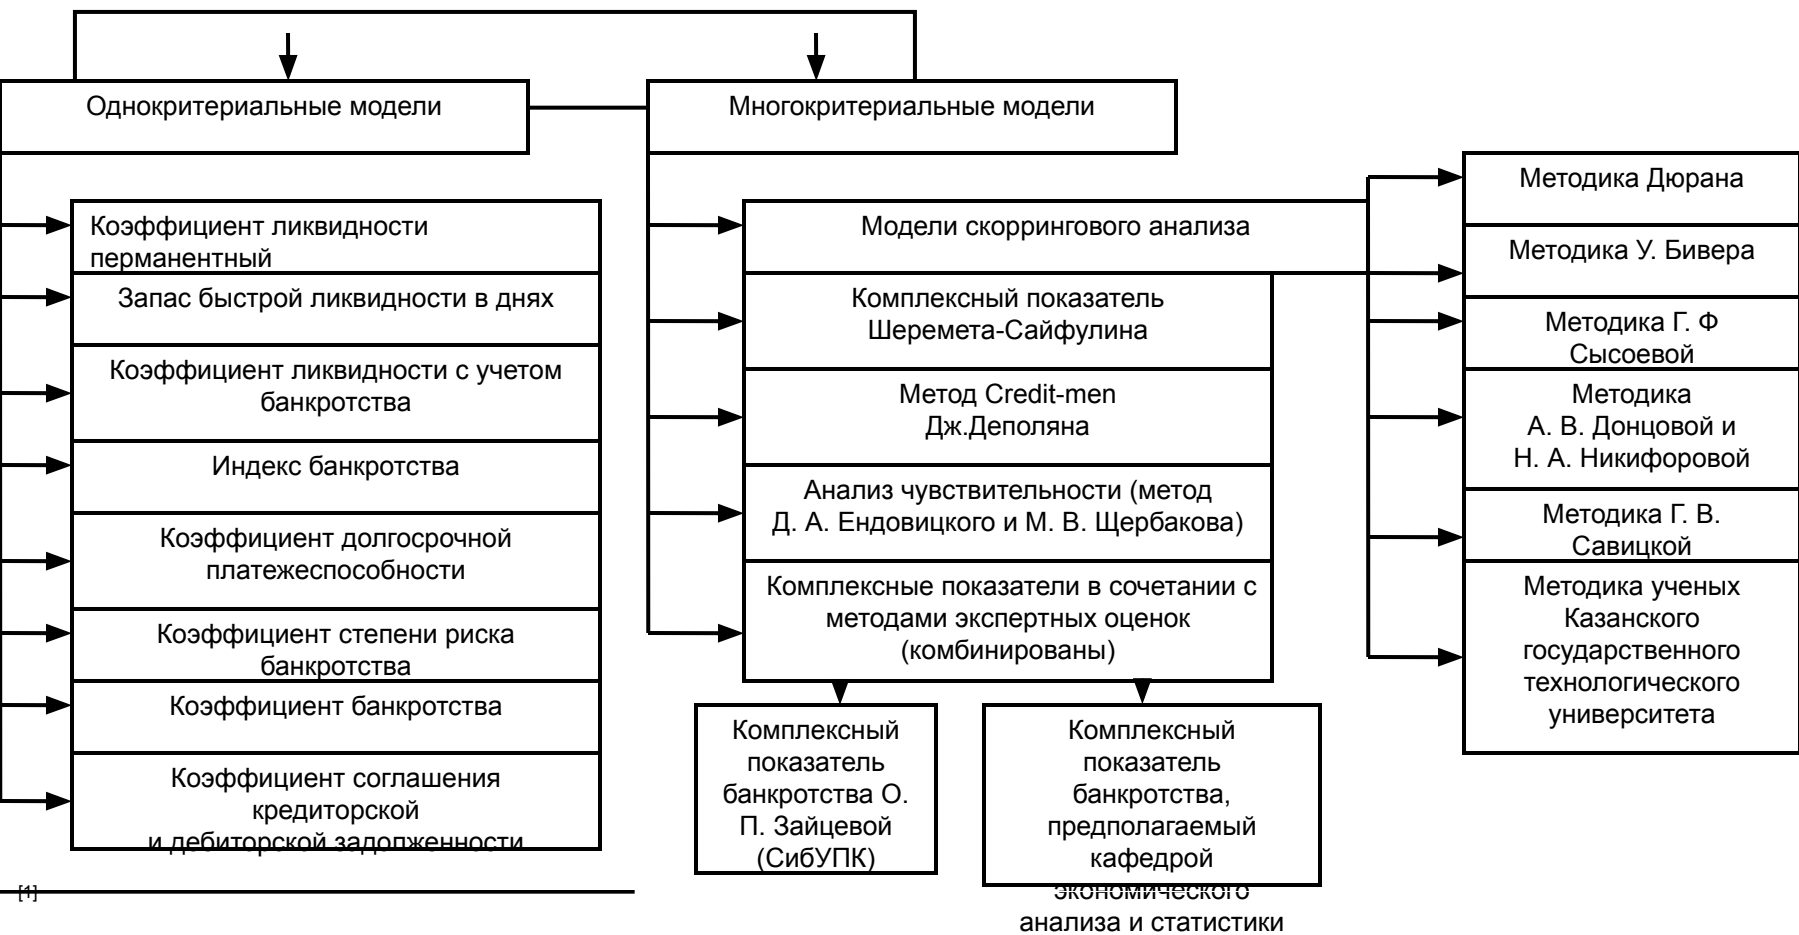 Однокритериальные модели
Многокритериальные модели
Коэффициент ликвидности
перманентный
Запас быстрой ликвидности в днях
Коэффициент ликвидности с учетом
банкротства
Индекс банкротства
Коэффициент долгосрочной
платежеспособности
Коэффициент степени риска
банкротства
Коэффициент банкротства
Коэффициент соглашения
кредиторской
и дебиторской задолженности
Модели скоррингового анализа
Комплексный показатель
Шеремета-Сайфулина
Метод Credit-men
Дж.Деполяна
Анализ чувствительности (метод
Д. А. Ендовицкого и М. В. Щербакова)
Комплексные показатели в сочетании с
методами экспертных оценок
(комбинированы)
Комплексный
показатель
банкротства О.
П. Зайцевой
(СибУПК)
Комплексный
показатель
банкротства,
предполагаемый
кафедрой
экономического
анализа и статистики
Методика Дюрана
Методика У. Бивера
Методика Г. Ф
Сысоевой
Методика
А. В. Донцовой и
Н. А. Никифоровой
Методика Г. В.
Савицкой
Методика ученых
Казанского
государственного
технологического
университета
[1]